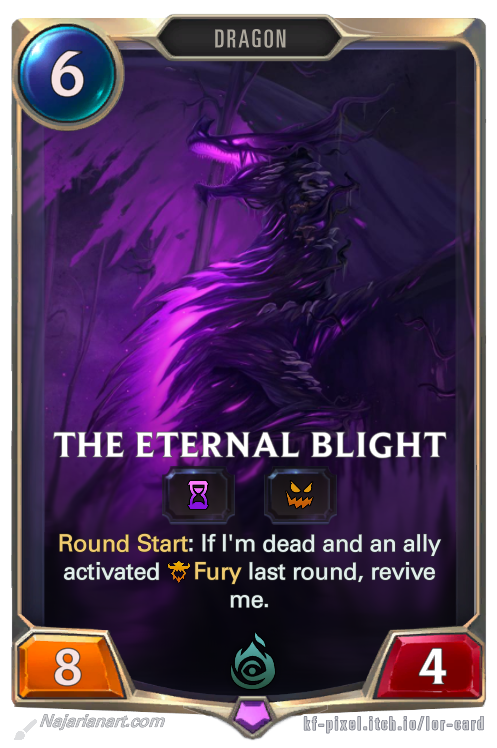 DRAGON
6
THE ETERNAL BLIGHT
Round Start: If I'm dead and an ally
activated Fury last round, revive
me.
8
4
Najarianart.com
kf-pixel.itch.io/lor-card